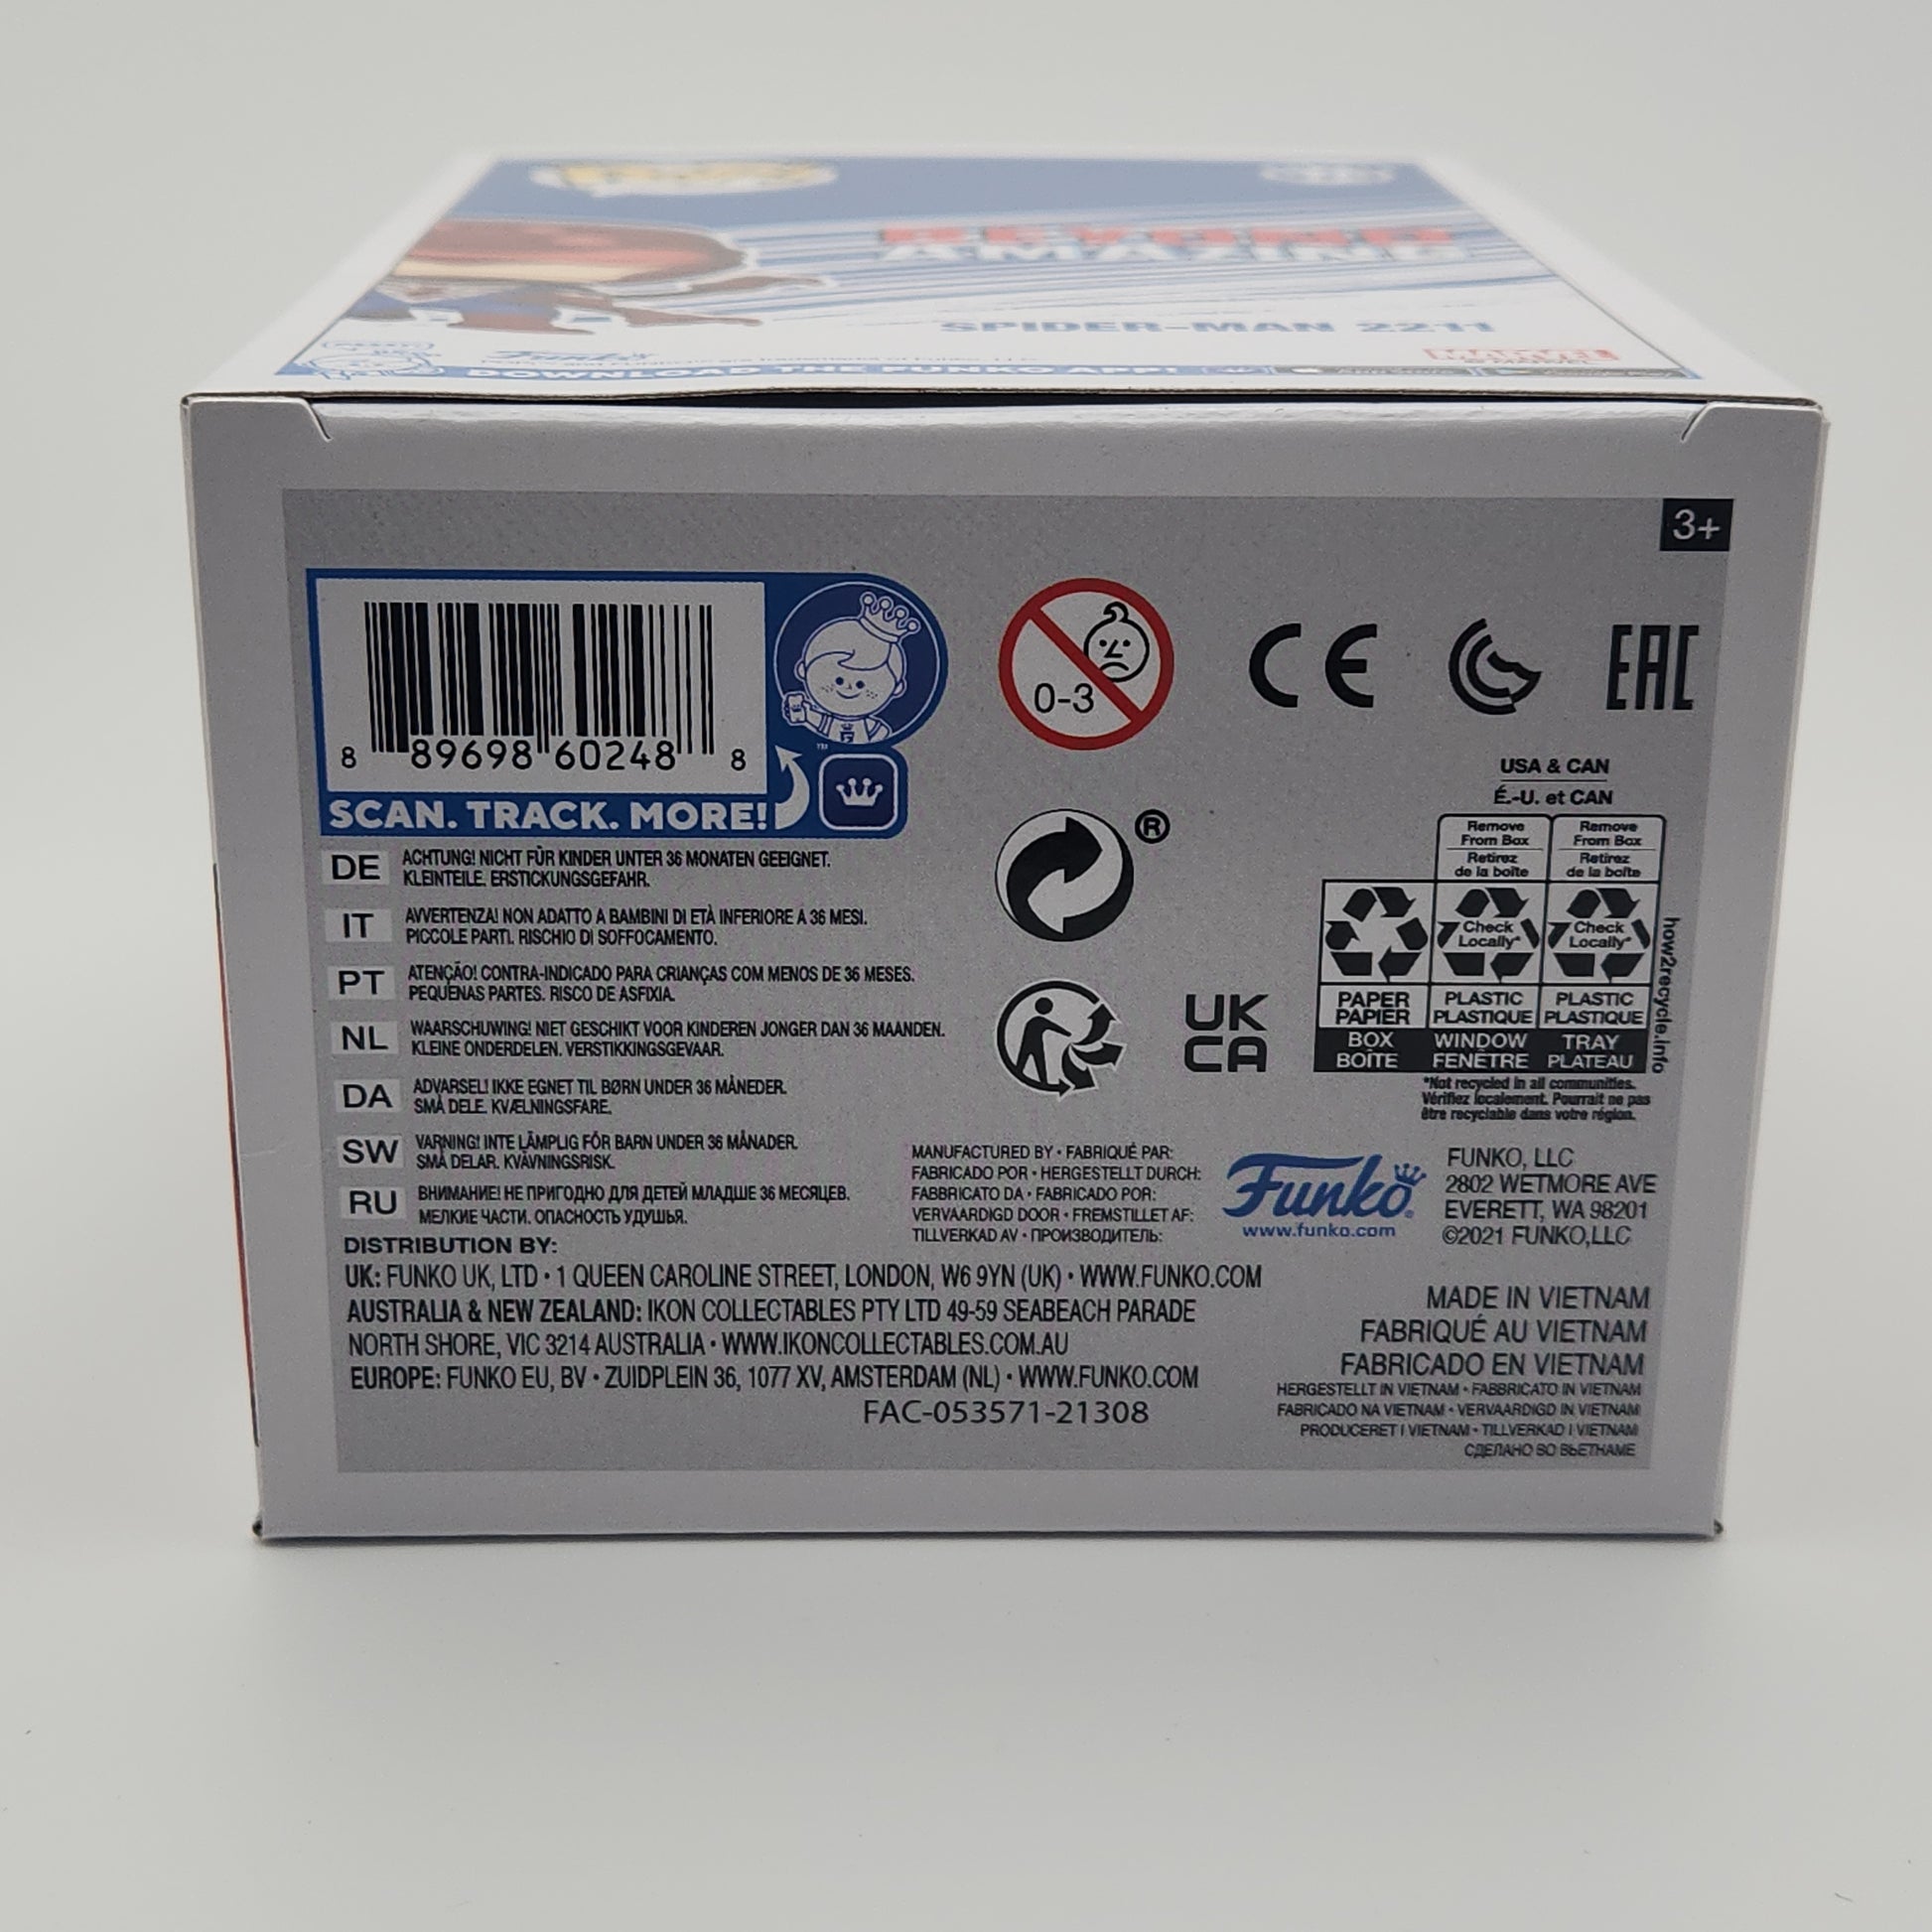 BEYOND
AMAZING
SPIDER-MAN 2211
Funko
DOWNLOAD THE FUNKO APP!
MARVEL
3+
8 89698 60248 8
SCAN. TRACK. MORE!
™
0-3
CE
EAC
®
UK
CA
USA & CAN
É.-U. et CAN
Remove From Box Retirez de la boîte
Remove From Box Retirez de la boîte
Check Locally*
Check Locally*
PAPER PAPIER
PLASTIC PLASTIQUE
PLASTIC PLASTIQUE
BOX BOÎTE
WINDOW FENÊTRE
TRAY PLATEAU
how2recycle.info
*Not recycled in all communities.
Vérifiez localement. Pourrait ne pas
être recyclable dans votre région.
DE ACHTUNG! NICHT FÜR KINDER UNTER 36 MONATEN GEEIGNET.
KLEINTEILE. ERSTICKUNGSGEFAHR.
IT AVVERTENZA! NON ADATTO A BAMBINI DI ETÀ INFERIORE A 36 MESI.
PICCOLE PARTI. RISCHIO DI SOFFOCAMENTO.
PT ATENÇÃO! CONTRA-INDICADO PARA CRIANÇAS COM MENOS DE 36 MESES.
PEQUENAS PARTES. RISCO DE ASFIXIA.
NL WAARSCHUWING! NIET GESCHIKT VOOR KINDEREN JONGER DAN 36 MAANDEN.
KLEINE ONDERDELEN. VERSTIKKINGSGEVAAR.
DA ADVARSEL! IKKE EGNET TIL BØRN UNDER 36 MÅNEDER.
SMÅ DELE. KVÆLNINGSFARE.
SW VARNING! INTE LÄMPLIG FÖR BARN UNDER 36 MÅNADER.
SMÅ DELAR. KVÄVNINGSRISK.
RU ВНИМАНИЕ! НЕ ПРИГОДНО ДЛЯ ДЕТЕЙ МЛАДШЕ 36 МЕСЯЦЕВ.
МЕЛКИЕ ЧАСТИ. ОПАСНОСТЬ УДУШЬЯ.
MANUFACTURED BY • FABRIQUÉ PAR:
FABRICADO POR • HERGESTELLT DURCH:
FABBRICATO DA • FABRICADO POR:
VERVAARDIGD DOOR • FREMSTILLET AF:
TILLVERKAD AV • ПРОИЗВОДИТЕЛЬ:
Funko
www.funko.com
FUNKO, LLC
2802 WETMORE AVE
EVERETT, WA 98201
©2021 FUNKO,LLC
DISTRIBUTION BY:
UK: FUNKO UK, LTD • 1 QUEEN CAROLINE STREET, LONDON, W6 9YN (UK) • WWW.FUNKO.COM
AUSTRALIA & NEW ZEALAND: IKON COLLECTABLES PTY LTD 49-59 SEABEACH PARADE
NORTH SHORE, VIC 3214 AUSTRALIA • WWW.IKONCOLLECTABLES.COM.AU
EUROPE: FUNKO EU, BV • ZUIDPLEIN 36, 1077 XV, AMSTERDAM (NL) • WWW.FUNKO.COM
FAC-053571-21308
MADE IN VIETNAM
FABRIQUÉ AU VIETNAM
FABRICADO EN VIETNAM
HERGESTELLT IN VIETNAM • FABBRICATO IN VIETNAM
FABRICADO NA VIETNAM • VERVAARDIGD IN VIETNAM
PRODUCERET I VIETNAM • TILLVERKAD I VIETNAM
СДЕЛАНО ВО ВЬЕТНАМЕ